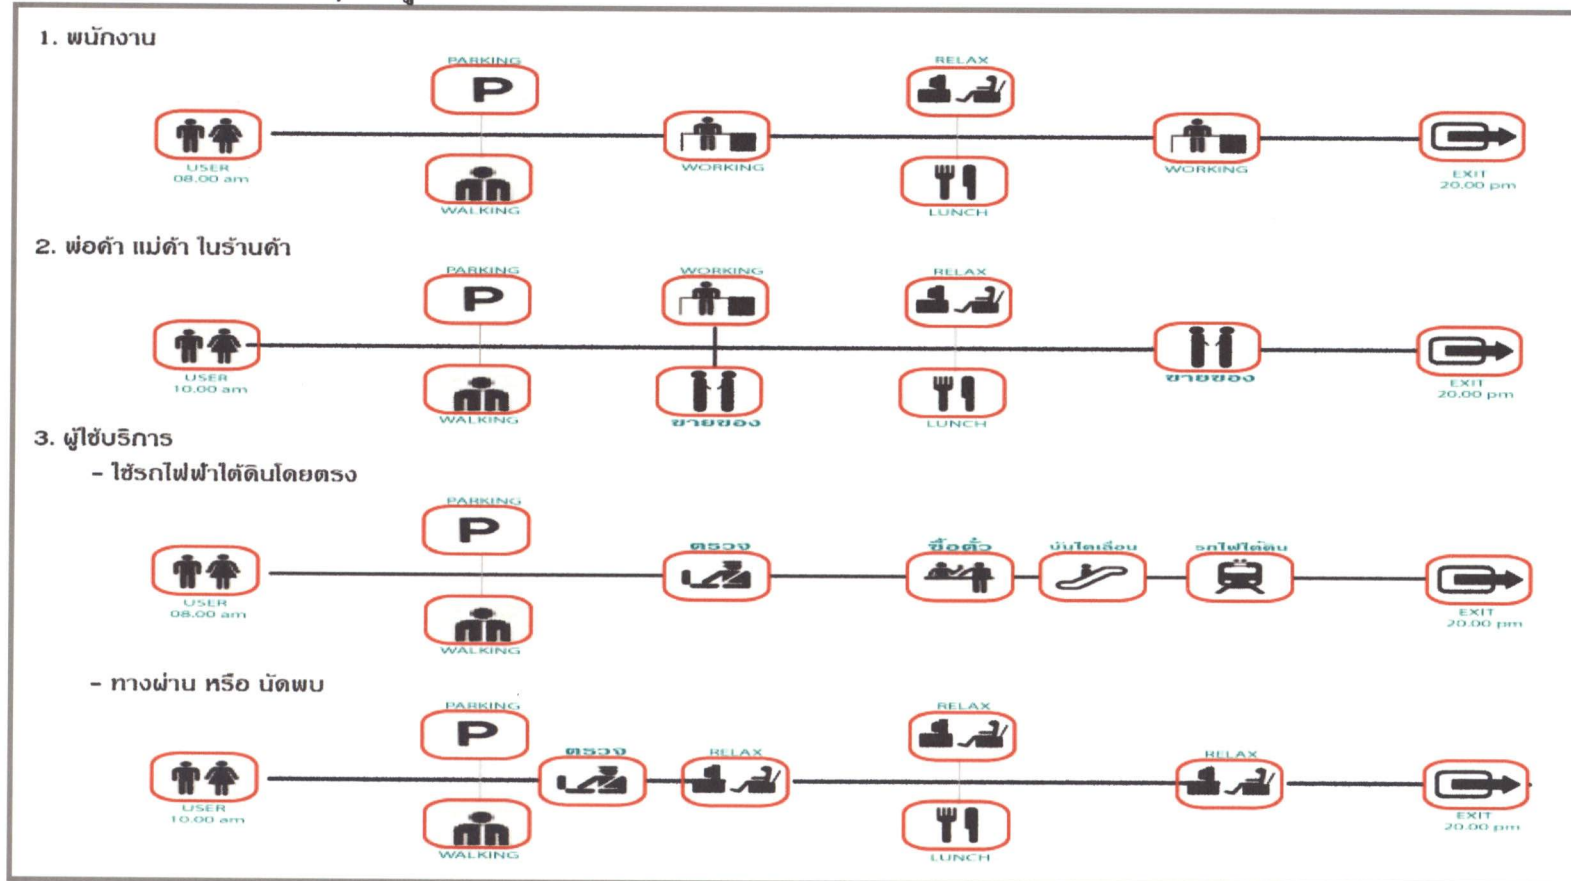 1. พนักงาน
PARKING
RELAX
P
USER
08.00 am
WORKING
WORKING
EXIT
20.00 pm
WALKING
LUNCH
2. พ่อค้า แม่ค้า ในร้านค้า
PARKING
WORKING
RELAX
P
USER
10.00 am
ขายของ
EXIT
20.00 pm
WALKING
ขายของ
LUNCH
3. ผู้ใช้บริการ
- ใช้รถไฟฟ้าใต้ดินโดยตรง
PARKING
P
ตรวจ
ซื้อตั๋ว
บันไดเลื่อน
รถไฟใต้ดิน
USER
08.00 am
EXIT
20.00 pm
WALKING
- ทางผ่าน หรือ นัดพบ
PARKING
RELAX
P
ตรวจ
RELAX
RELAX
USER
10.00 am
EXIT
20.00 pm
WALKING
LUNCH